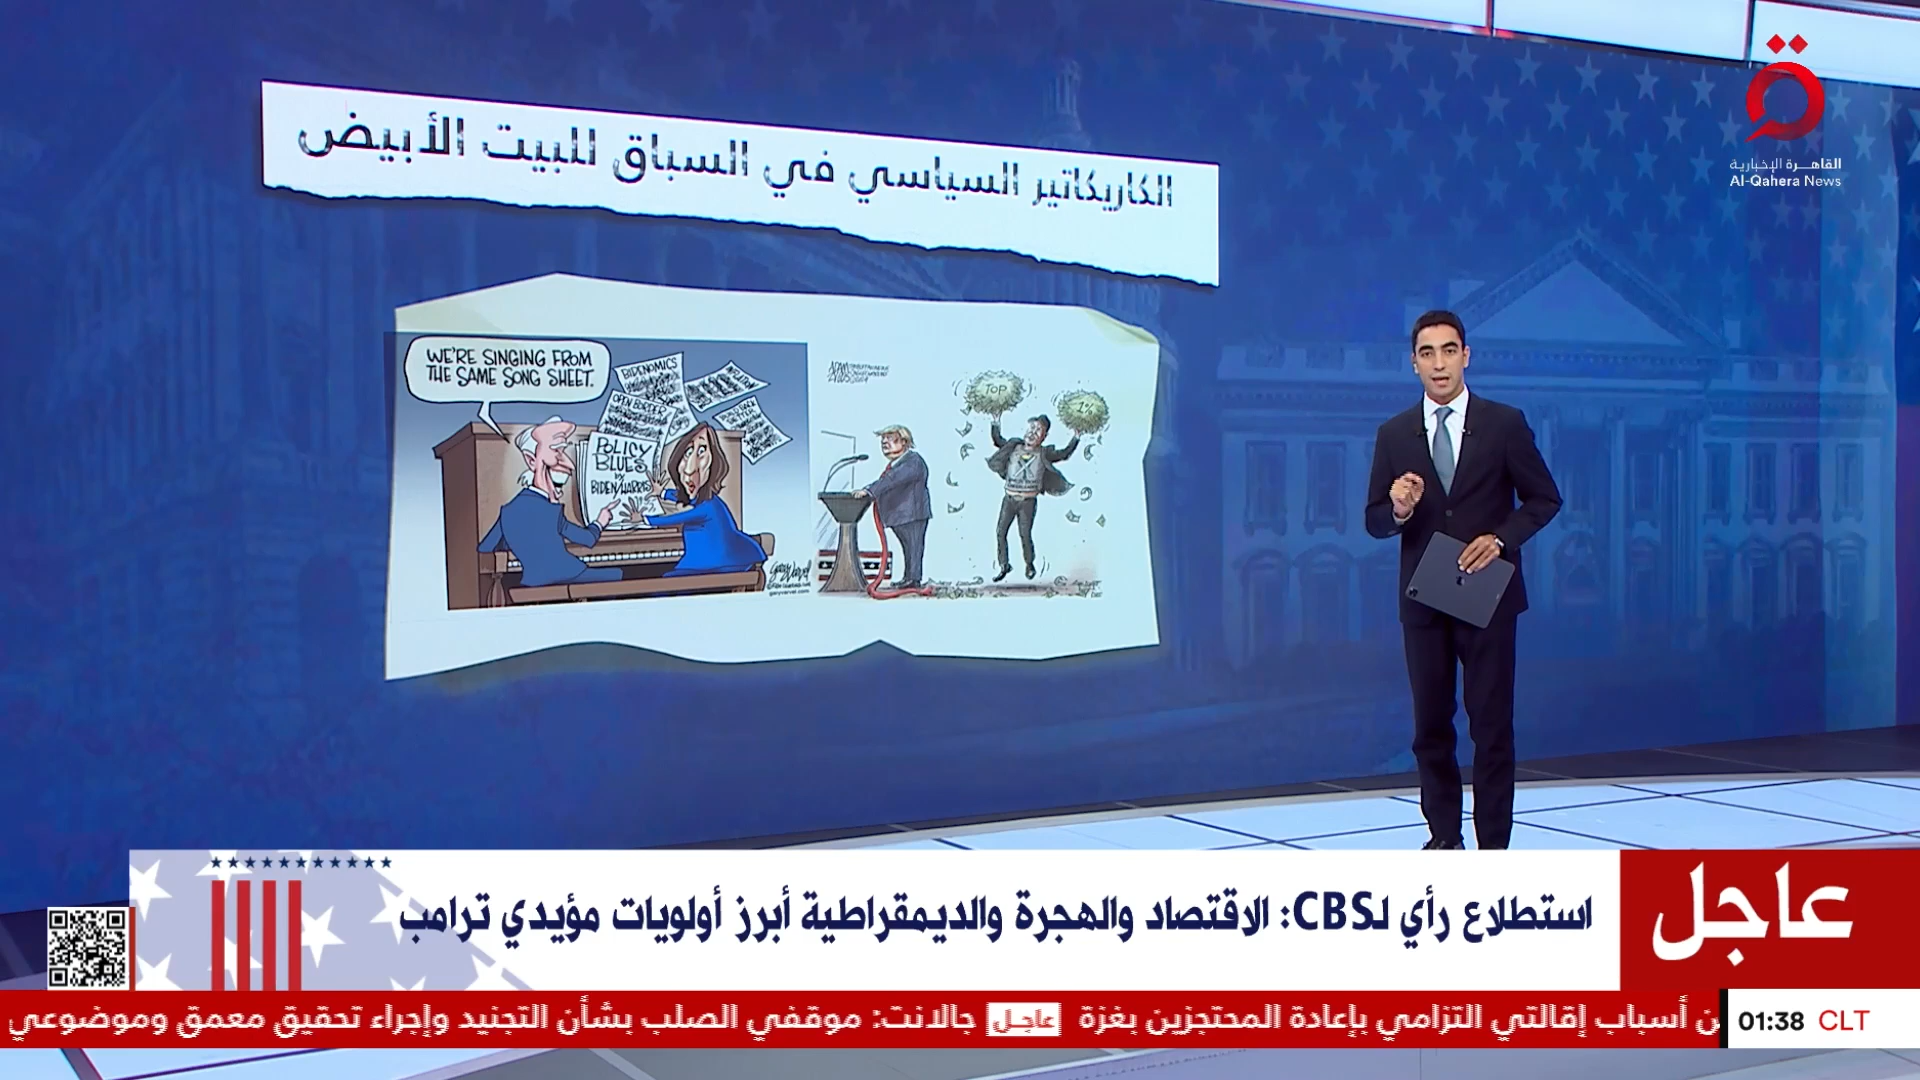 القاهرة الإخبارية
Al-Qahera News
الكاريكاتير السياسي في السباق للبيت الأبيض
WE'RE SINGING FROM
THE SAME SONG SHEET.
BIDENOMICS
OPEN BORDER
POLICY
BLUES
BY
BIDEN/HARRIS
garyvarvel.com
TOP
1%
X
عاجل
استطلاع رأي لـCBS: الاقتصاد والهجرة والديمقراطية أبرز أولويات مؤيدي ترامب
ن أسباب إقالتي التزامي بإعادة المحتجزين بغزة عاجل جالانت: موقفي الصلب بشأن التجنيد وإجراء تحقيق معمق وموضوعي
01:38 CLT